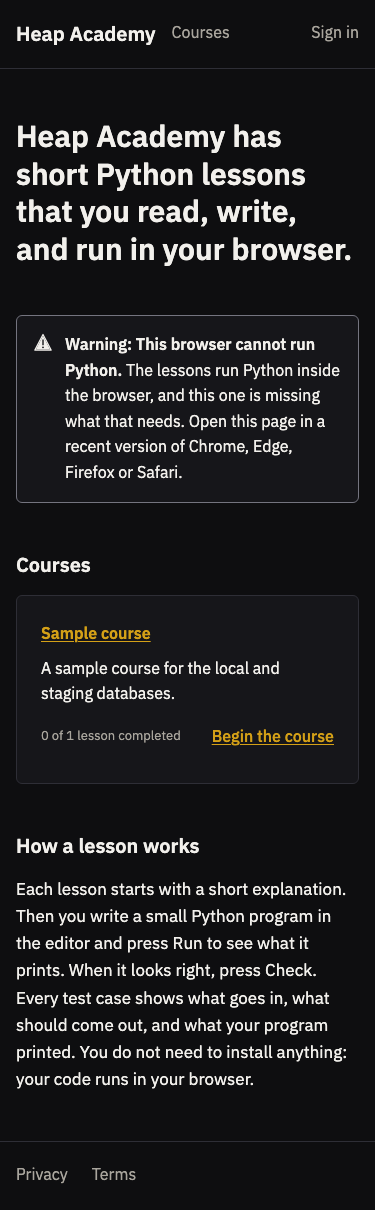 Heap Academy Courses Sign in
Heap Academy has
short Python lessons
that you read, write,
and run in your browser.
Warning: This browser cannot run
Python. The lessons run Python inside
the browser, and this one is missing
what that needs. Open this page in a
recent version of Chrome, Edge,
Firefox or Safari.
Courses
Sample course
A sample course for the local and
staging databases.
0 of 1 lesson completed Begin the course
How a lesson works
Each lesson starts with a short explanation.
Then you write a small Python program in
the editor and press Run to see what it
prints. When it looks right, press Check.
Every test case shows what goes in, what
should come out, and what your program
printed. You do not need to install anything:
your code runs in your browser.
Privacy Terms